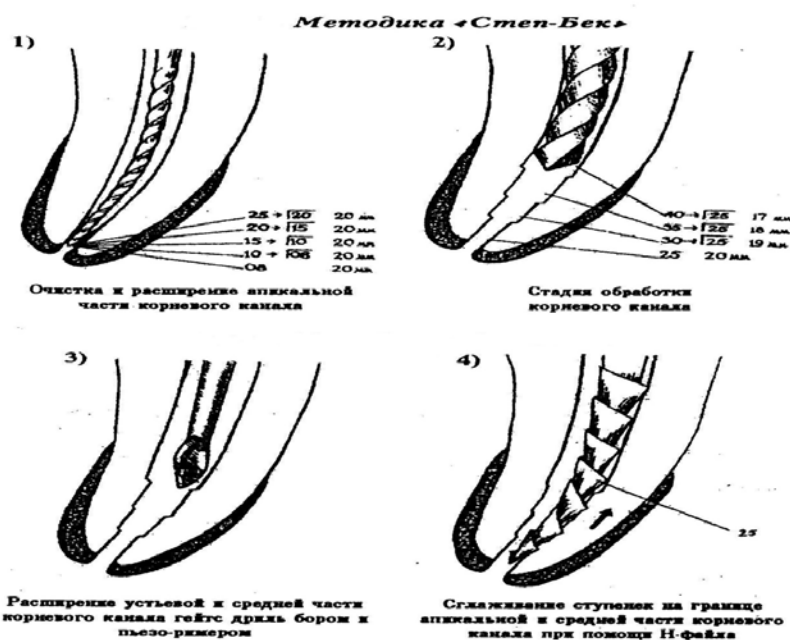 Методика «Степ-Бек»
1)
25 → √20 20 мм
20 → √15 20 мм
15 → √10 20 мм
10 → √08 20 мм
08 20 мм
Очистка и расширение апикальной
части корневого канала
2)
40 → √25 17 мм
35 → √25 18 мм
30 → √25 19 мм
25 20 мм
Стадия обработки
корневого канала
3)
Расширение устьевой и средней части
корневого канала гейтс дриль бором и
пьезо-римером
4)
25
Сглаживание ступенек на границе
апикальной и средней части корневого
канала при помощи Н-файла